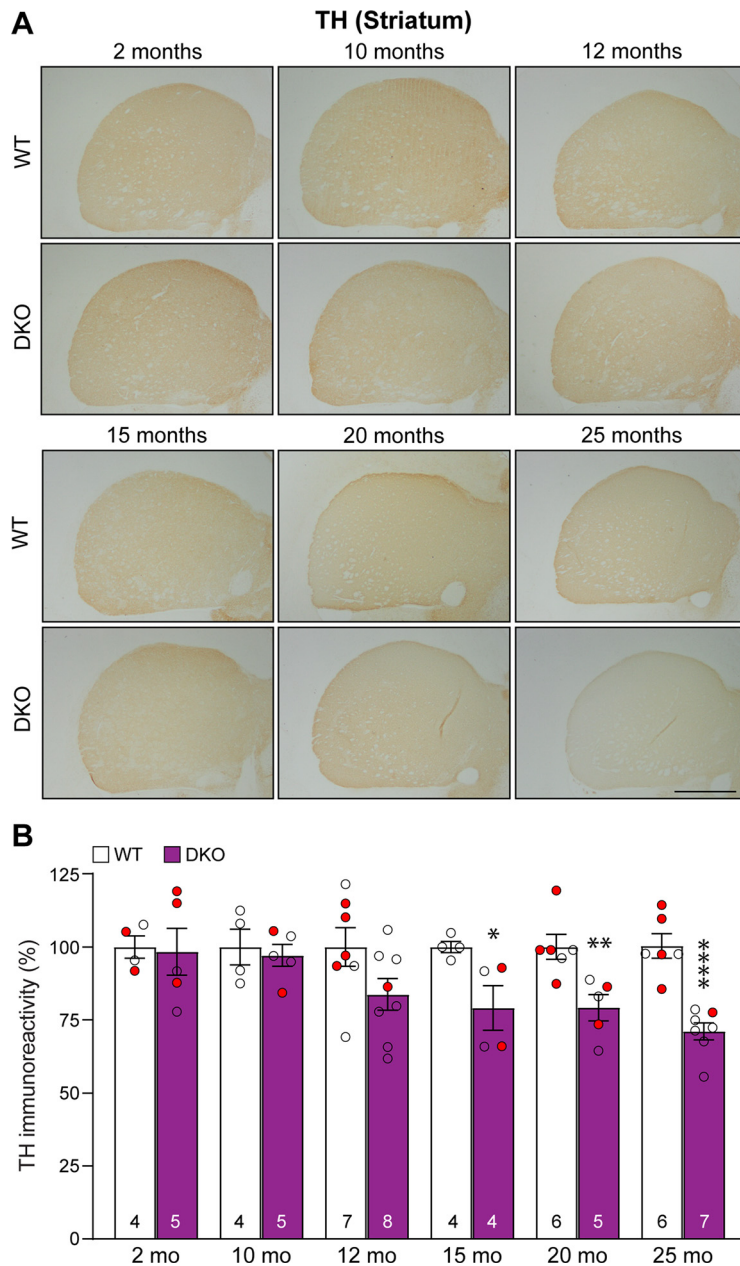 A
TH (Striatum)
2 months 10 months 12 months
WT
DKO
15 months 20 months 25 months
WT
DKO
B
WT DKO
TH immunoreactivity (%)
125
100
75
50
25
0
* ** ****
4 5 4 5 7 8 4 4 6 5 6 7
2 mo 10 mo 12 mo 15 mo 20 mo 25 mo